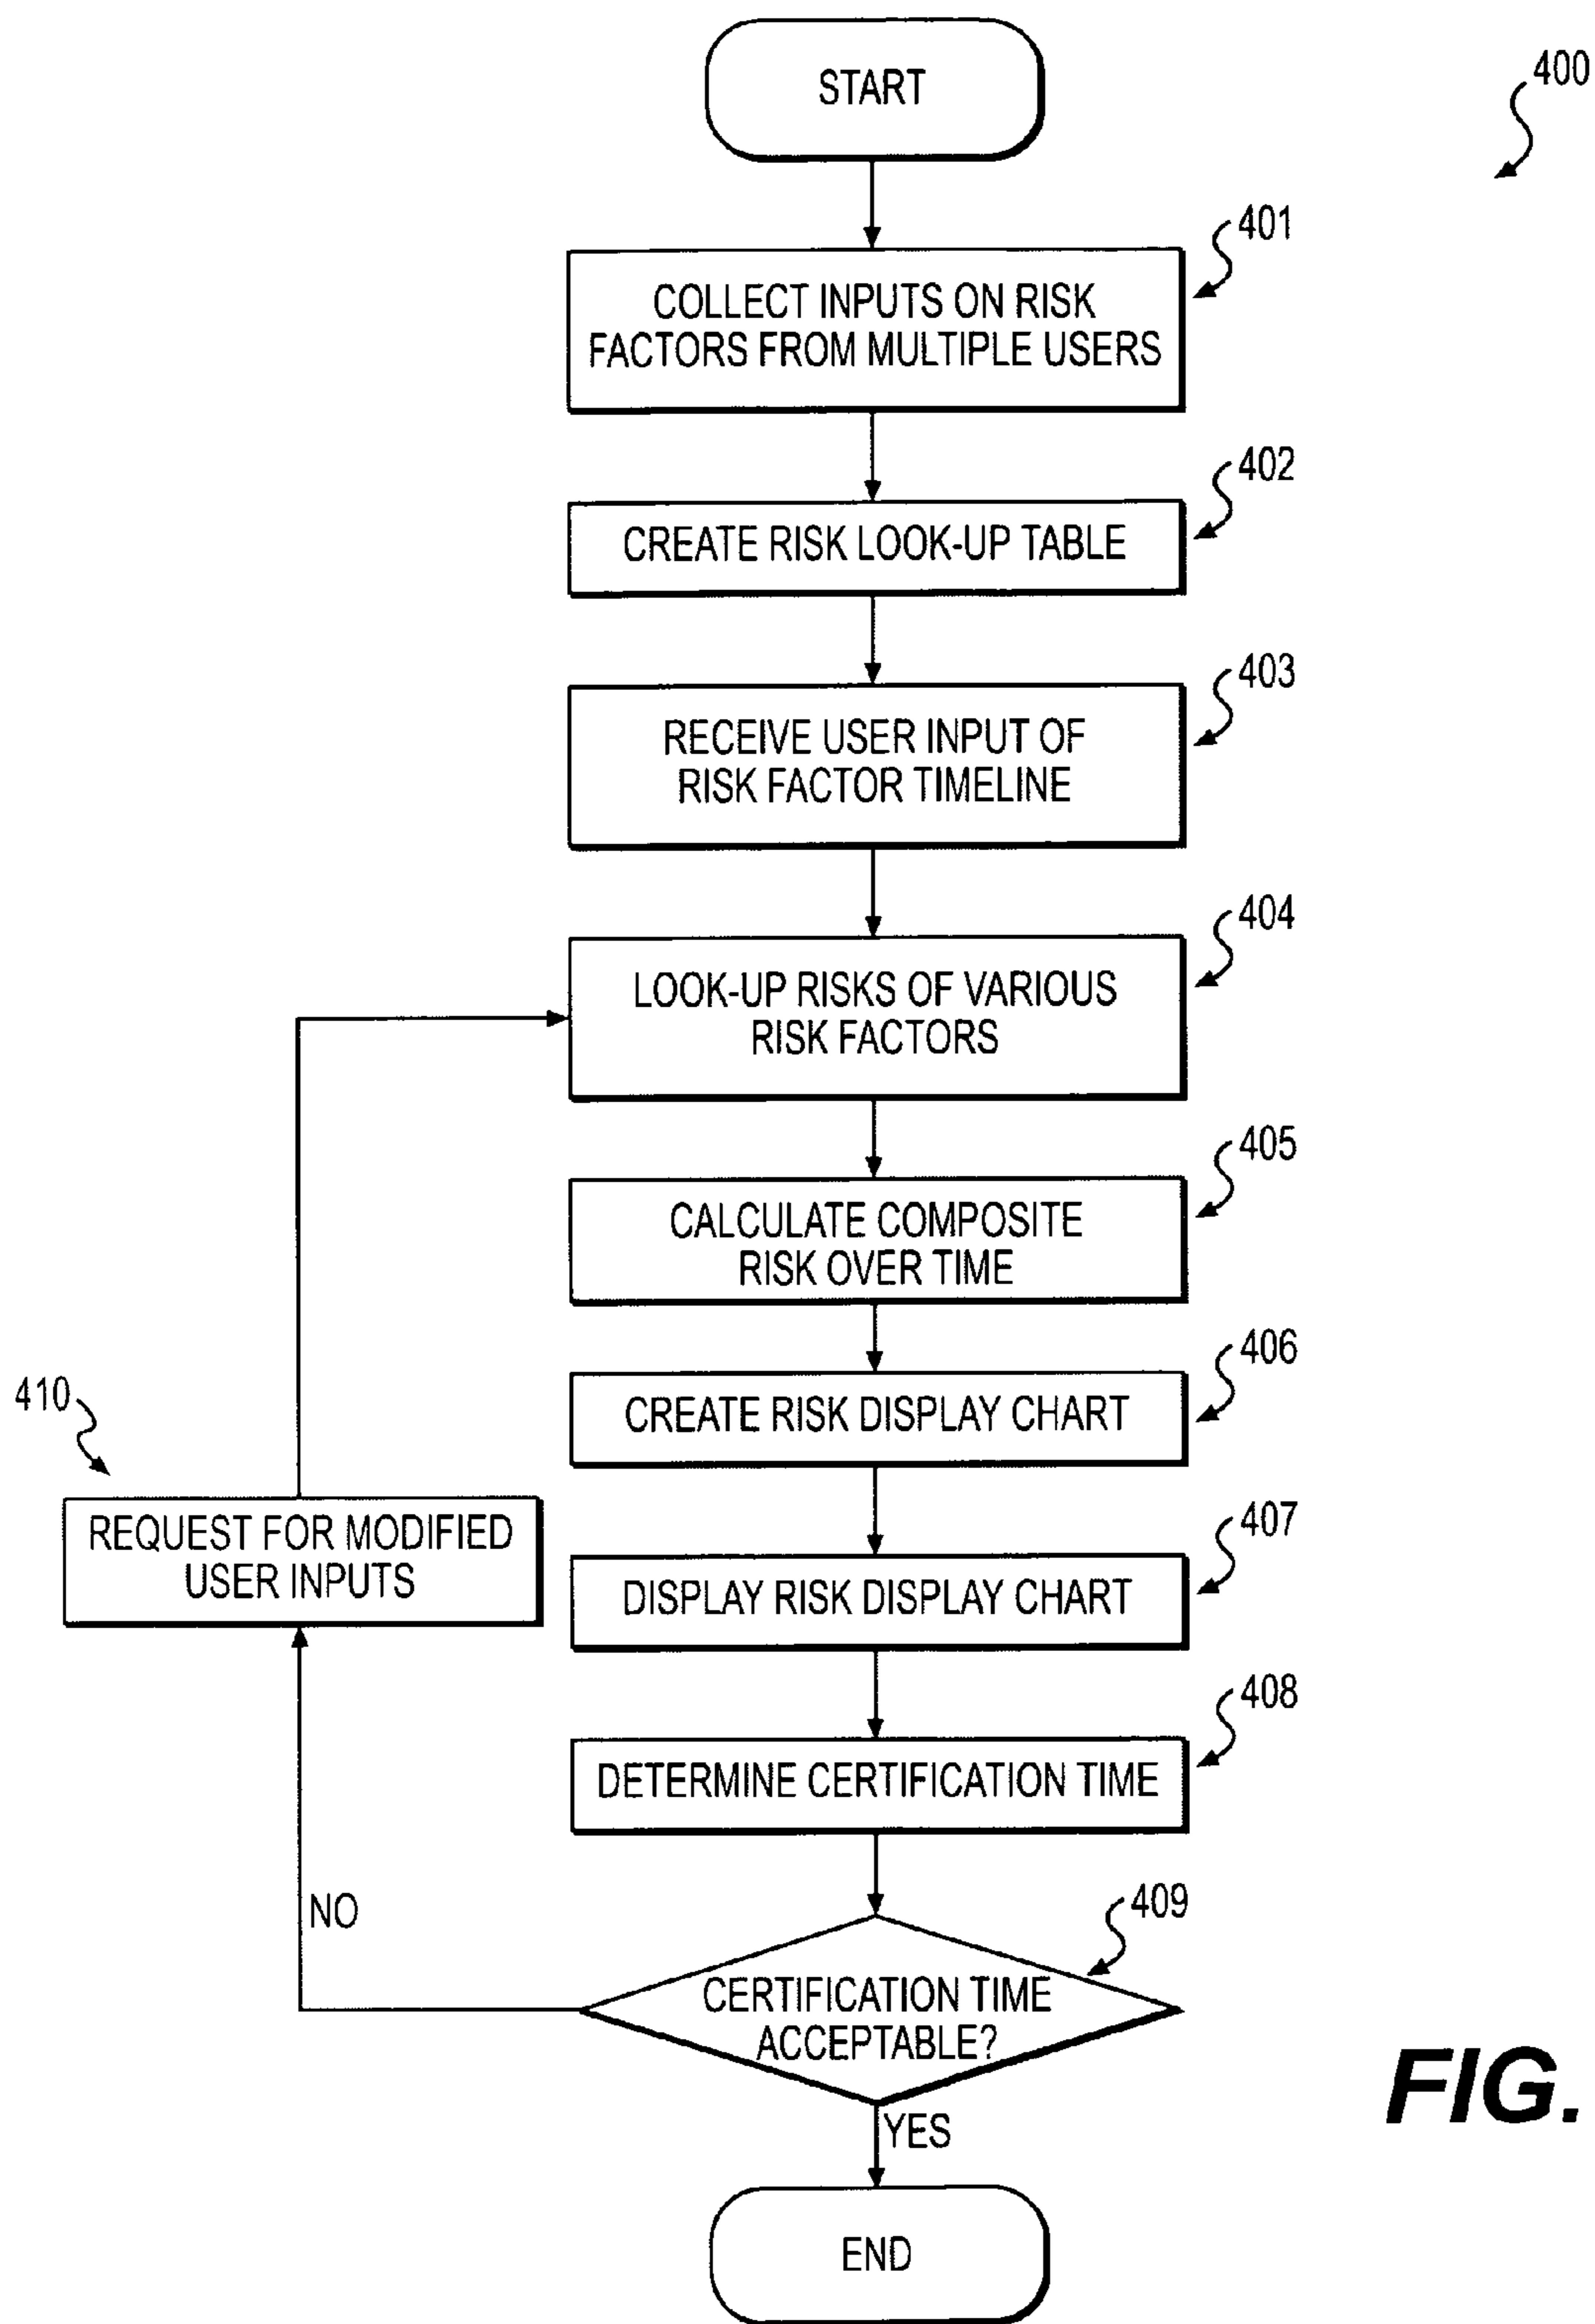 START
400
401
COLLECT INPUTS ON RISK
FACTORS FROM MULTIPLE USERS
402
CREATE RISK LOOK-UP TABLE
403
RECEIVE USER INPUT OF
RISK FACTOR TIMELINE
404
LOOK-UP RISKS OF VARIOUS
RISK FACTORS
405
CALCULATE COMPOSITE
RISK OVER TIME
406
CREATE RISK DISPLAY CHART
410
REQUEST FOR MODIFIED
USER INPUTS
407
DISPLAY RISK DISPLAY CHART
408
DETERMINE CERTIFICATION TIME
409
NO
CERTIFICATION TIME
ACCEPTABLE?
YES
FIG.
END